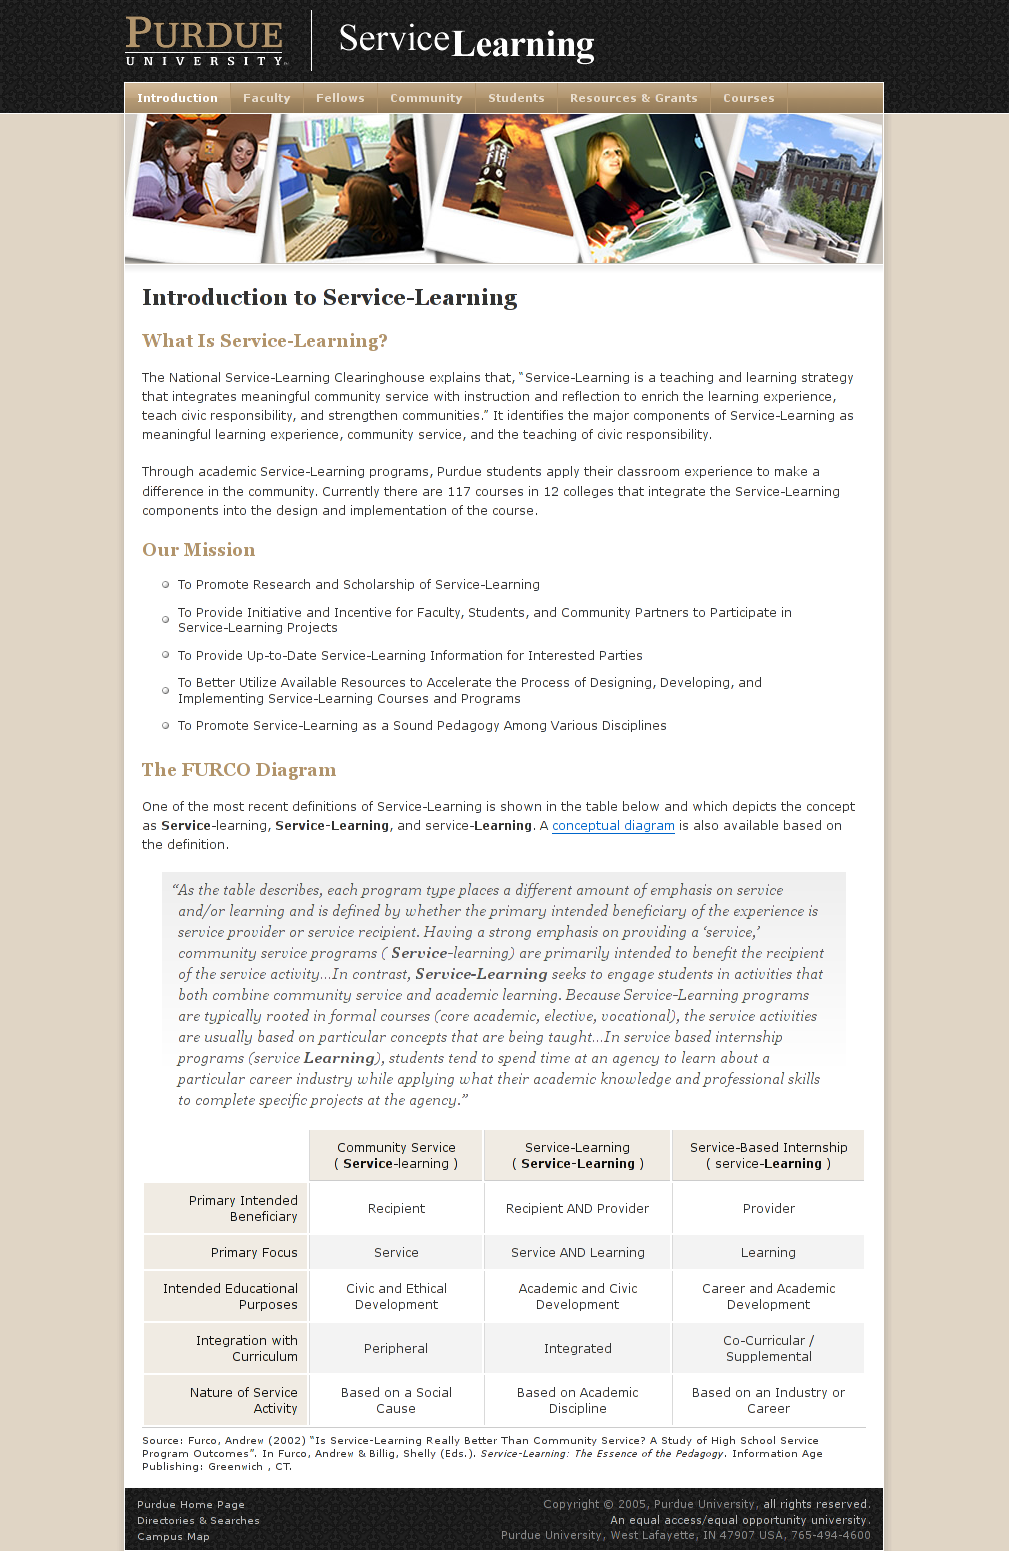 PURDUE
UNIVERSITY
ServiceLearning
Introduction Faculty Fellows Community Students Resources & Grants Courses
Introduction to Service-Learning
What Is Service-Learning?
The National Service-Learning Clearinghouse explains that, “Service-Learning is a teaching and learning strategy
that integrates meaningful community service with instruction and reflection to enrich the learning experience,
teach civic responsibility, and strengthen communities.” It identifies the major components of Service-Learning as
meaningful learning experience, community service, and the teaching of civic responsibility.
Through academic Service-Learning programs, Purdue students apply their classroom experience to make a
difference in the community. Currently there are 117 courses in 12 colleges that integrate the Service-Learning
components into the design and implementation of the course.
Our Mission
To Promote Research and Scholarship of Service-Learning
To Provide Initiative and Incentive for Faculty, Students, and Community Partners to Participate in
Service-Learning Projects
To Provide Up-to-Date Service-Learning Information for Interested Parties
To Better Utilize Available Resources to Accelerate the Process of Designing, Developing, and
Implementing Service-Learning Courses and Programs
To Promote Service-Learning as a Sound Pedagogy Among Various Disciplines
The FURCO Diagram
One of the most recent definitions of Service-Learning is shown in the table below and which depicts the concept
as Service-learning, Service-Learning, and service-Learning. A conceptual diagram is also available based on
the definition.
“As the table describes, each program type places a different amount of emphasis on service
and/or learning and is defined by whether the primary intended beneficiary of the experience is
service provider or service recipient. Having a strong emphasis on providing a ‘service,’
community service programs ( Service-learning) are primarily intended to benefit the recipient
of the service activity...In contrast, Service-Learning seeks to engage students in activities that
both combine community service and academic learning. Because Service-Learning programs
are typically rooted in formal courses (core academic, elective, vocational), the service activities
are usually based on particular concepts that are being taught...In service based internship
programs (service Learning), students tend to spend time at an agency to learn about a
particular career industry while applying what their academic knowledge and professional skills
to complete specific projects at the agency.”
Community Service Service-Learning Service-Based Internship
( Service-learning ) ( Service-Learning ) ( service-Learning )
Primary Intended
Beneficiary
Recipient Recipient AND Provider Provider
Primary Focus Service Service AND Learning Learning
Intended Educational Civic and Ethical Academic and Civic Career and Academic
Purposes Development Development Development
Integration with
Curriculum
Peripheral Integrated
Co-Curricular /
Supplemental
Nature of Service Based on a Social Based on Academic Based on an Industry or
Activity Cause Discipline Career
Source: Furco, Andrew (2002) “Is Service-Learning Really Better Than Community Service? A Study of High School Service
Program Outcomes”. In Furco, Andrew & Billig, Shelly (Eds.). Service-Learning: The Essence of the Pedagogy. Information Age
Publishing: Greenwich , CT.
Purdue Home Page Copyright © 2005, Purdue University, all rights reserved.
Directories & Searches An equal access/equal opportunity university.
Campus Map Purdue University, West Lafayette, IN 47907 USA, 765-494-4600